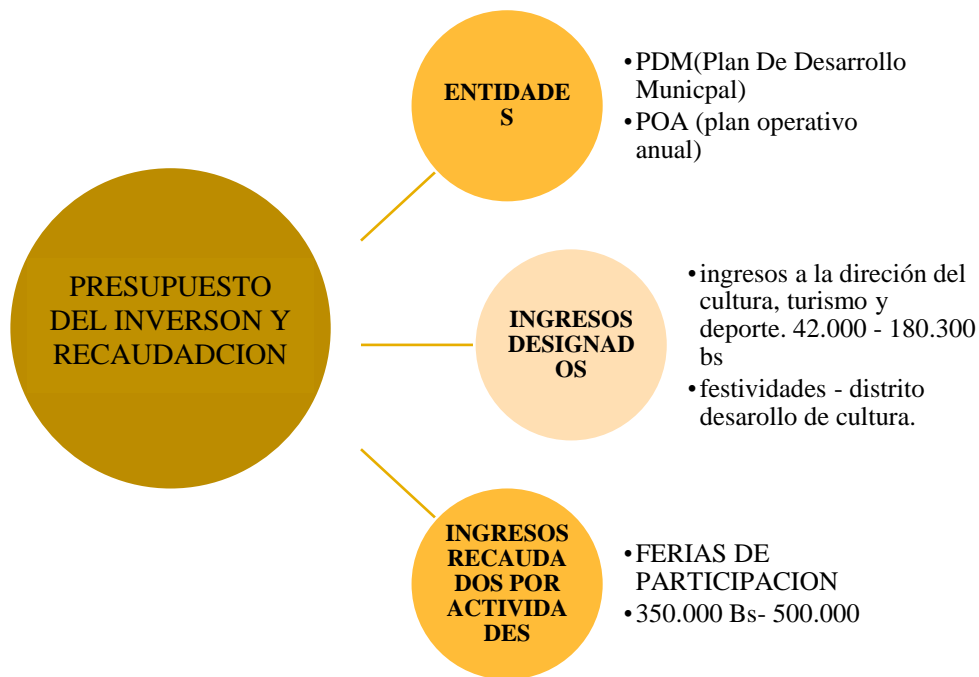 PRESUPUESTO
DEL INVERSON Y
RECAUDADCION
ENTIDADE
S
•PDM(Plan De Desarrollo
Municpal)
•POA (plan operativo
anual)
INGRESOS
DESIGNAD
OS
•ingresos a la direción del
cultura, turismo y
deporte. 42.000 - 180.300
bs
•festividades - distrito
desarollo de cultura.
INGRESOS
RECAUDA
DOS POR
ACTIVIDA
DES
•FERIAS DE
PARTICIPACION
•350.000 Bs- 500.000